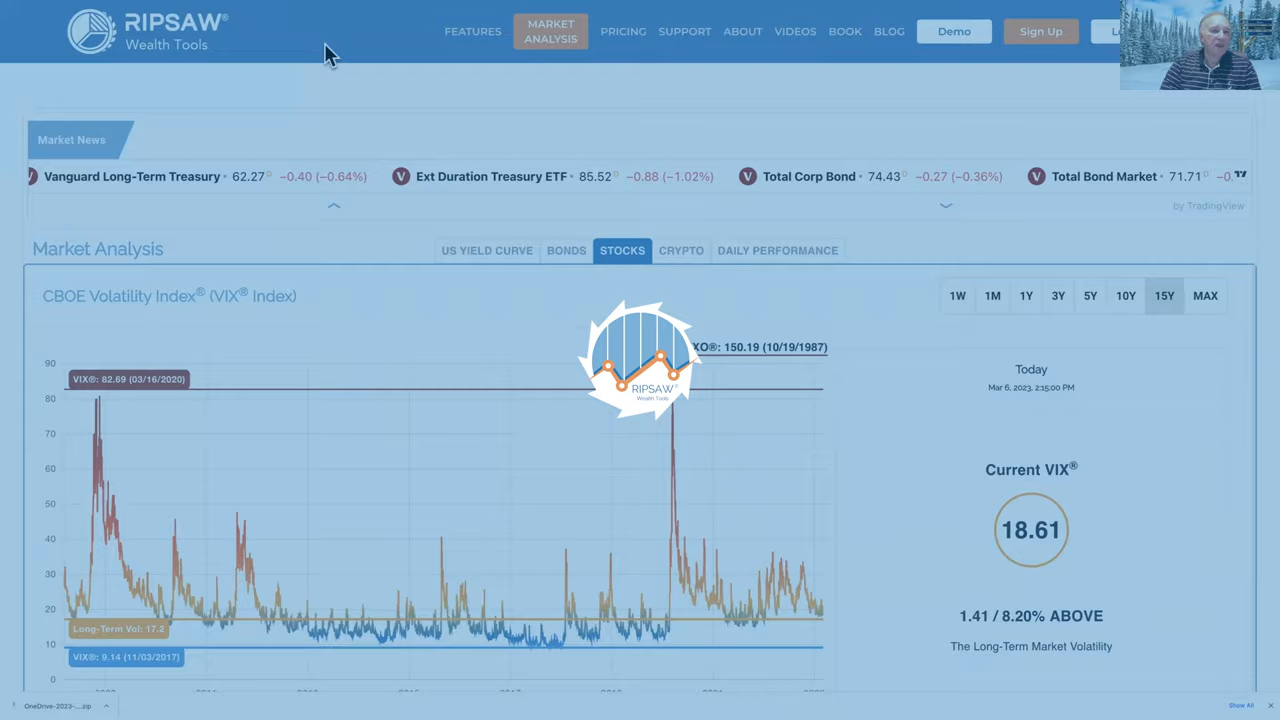 RIPSAW®
Wealth Tools
FEATURES
MARKET
ANALYSIS
PRICING
SUPPORT
ABOUT
VIDEOS
BOOK
BLOG
Demo
Sign Up
Market News
V Vanguard Long-Term Treasury • 62.27 D −0.40 (−0.64%)
V Ext Duration Treasury ETF • 85.52 D −0.88 (−1.02%)
V Total Corp Bond • 74.43 D −0.27 (−0.36%)
V Total Bond Market • 71.71 D −0.
by TradingView
Market Analysis
US YIELD CURVE
BONDS
STOCKS
CRYPTO
DAILY PERFORMANCE
CBOE Volatility Index® (VIX® Index)
1W 1M 1Y 3Y 5Y 10Y 15Y MAX
XO®: 150.19 (10/19/1987)
90
VIX®: 82.69 (03/16/2020)
80
70
60
50
40
30
20
Long-Term Vol: 17.2
10
VIX®: 9.14 (11/03/2017)
0
RIPSAW®
Wealth Tools
Today
Mar 6, 2023, 2:15:00 PM
Current VIX®
18.61
1.41 / 8.20% ABOVE
The Long-Term Market Volatility
OneDrive-2023-....zip
Show All